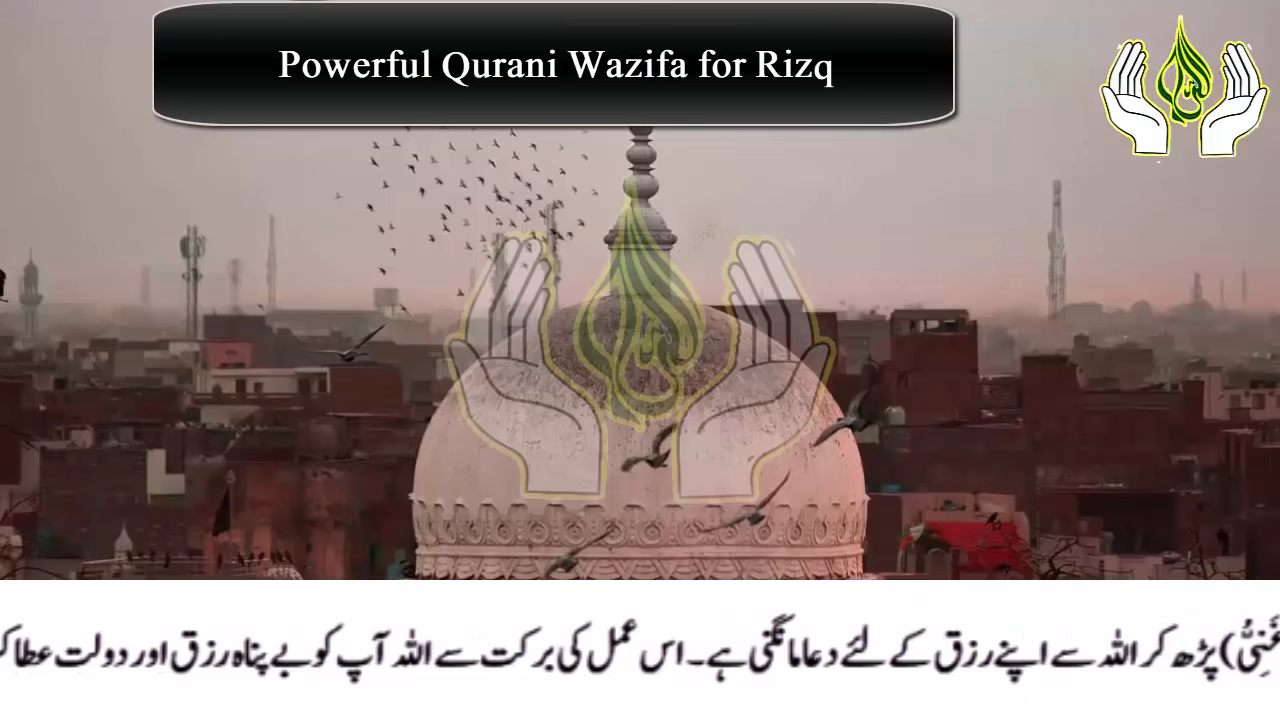 Powerful Qurani Wazifa for Rizq
غَنِیُّ) پڑھ کر اللہ سے اپنے رزق کے لئے دعا مانگنی ہے۔ اس عمل کی برکت سے اللہ آپ کو بے پناہ رزق اور دولت عطا